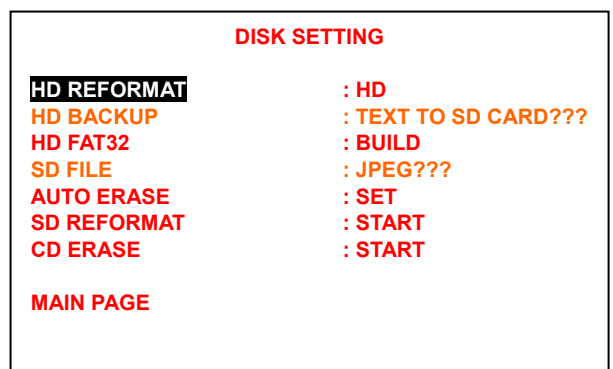 DISK SETTING
HD REFORMAT : HD
HD BACKUP : TEXT TO SD CARD???
HD FAT32 : BUILD
SD FILE : JPEG???
AUTO ERASE : SET
SD REFORMAT : START
CD ERASE : START
MAIN PAGE